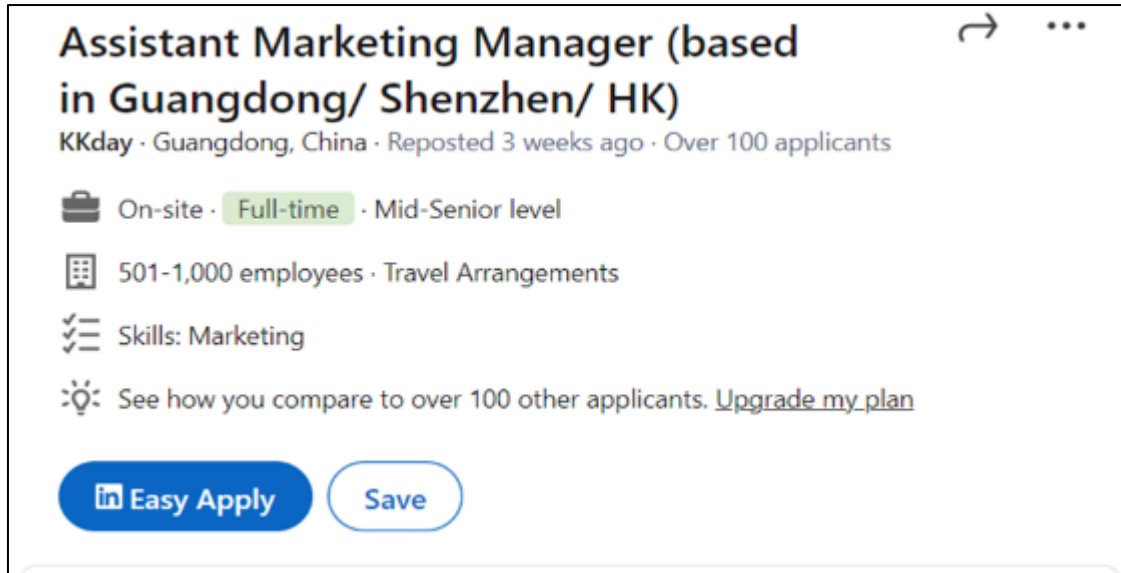 Assistant Marketing Manager (based
in Guangdong/ Shenzhen/ HK)
KKday · Guangdong, China · Reposted 3 weeks ago · Over 100 applicants
On-site · Full-time · Mid-Senior level
501-1,000 employees · Travel Arrangements
Skills: Marketing
See how you compare to over 100 other applicants. Upgrade my plan
in Easy Apply
Save